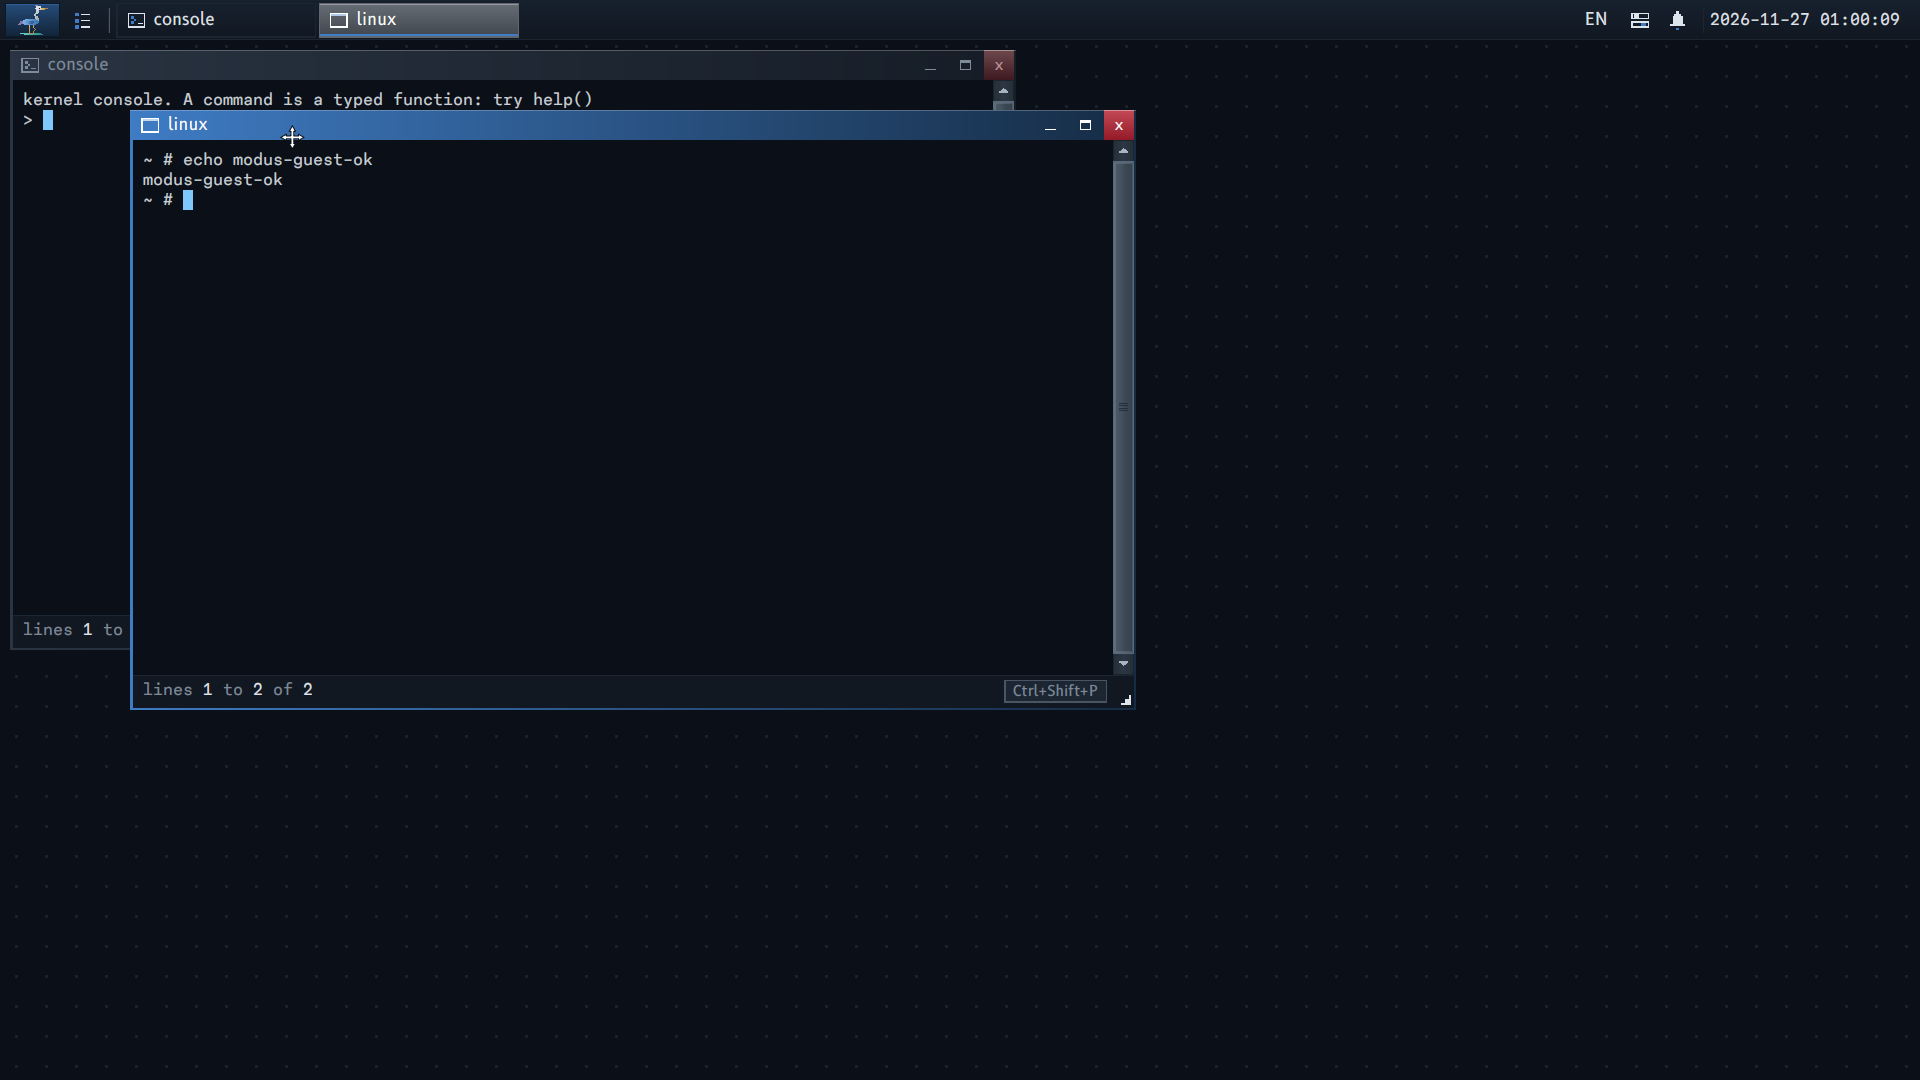 console
linux
EN
2026-11-27 01:00:09
console
kernel console. A command is a typed function: try help()
>
linux
~ # echo modus-guest-ok
modus-guest-ok
~ #
lines 1 to
lines 1 to 2 of 2
Ctrl+Shift+P